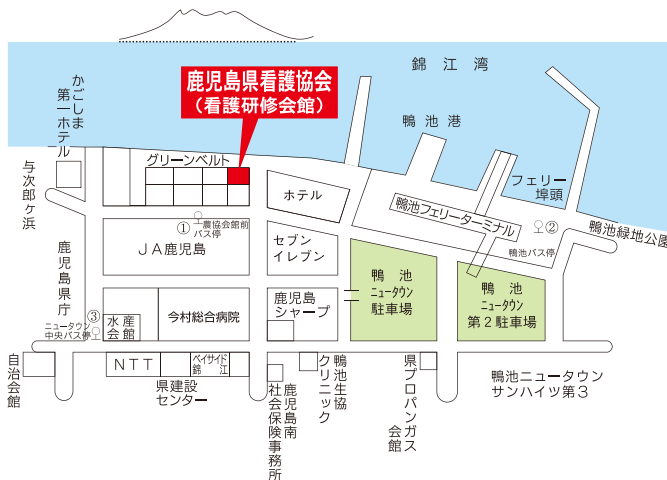 錦江湾
鹿児島県看護協会
（看護研修会館）
かごしま
第一ホテル
鴨池港
グリーンベルト
与次郎ヶ浜
ホテル
フェリー
埠頭
鴨池フェリーターミナル
①
農協会館前
バス停
②
鴨池緑地公園
鴨池バス停
JA鹿児島
セブン
イレブン
鹿児島県庁
鴨池
ニュータウン
駐車場
鴨池
ニュータウン
第2駐車場
③
ニュータウン
中央バス停
水産
会館
今村総合病院
鹿児島
シャープ
自治会館
NTT
ベイサイド
錦江
県建設
センター
鹿児島南
社会保険事務所
鴨池生協
クリニック
県プロパンガス
会館
鴨池ニュータウン
サンハイツ第3